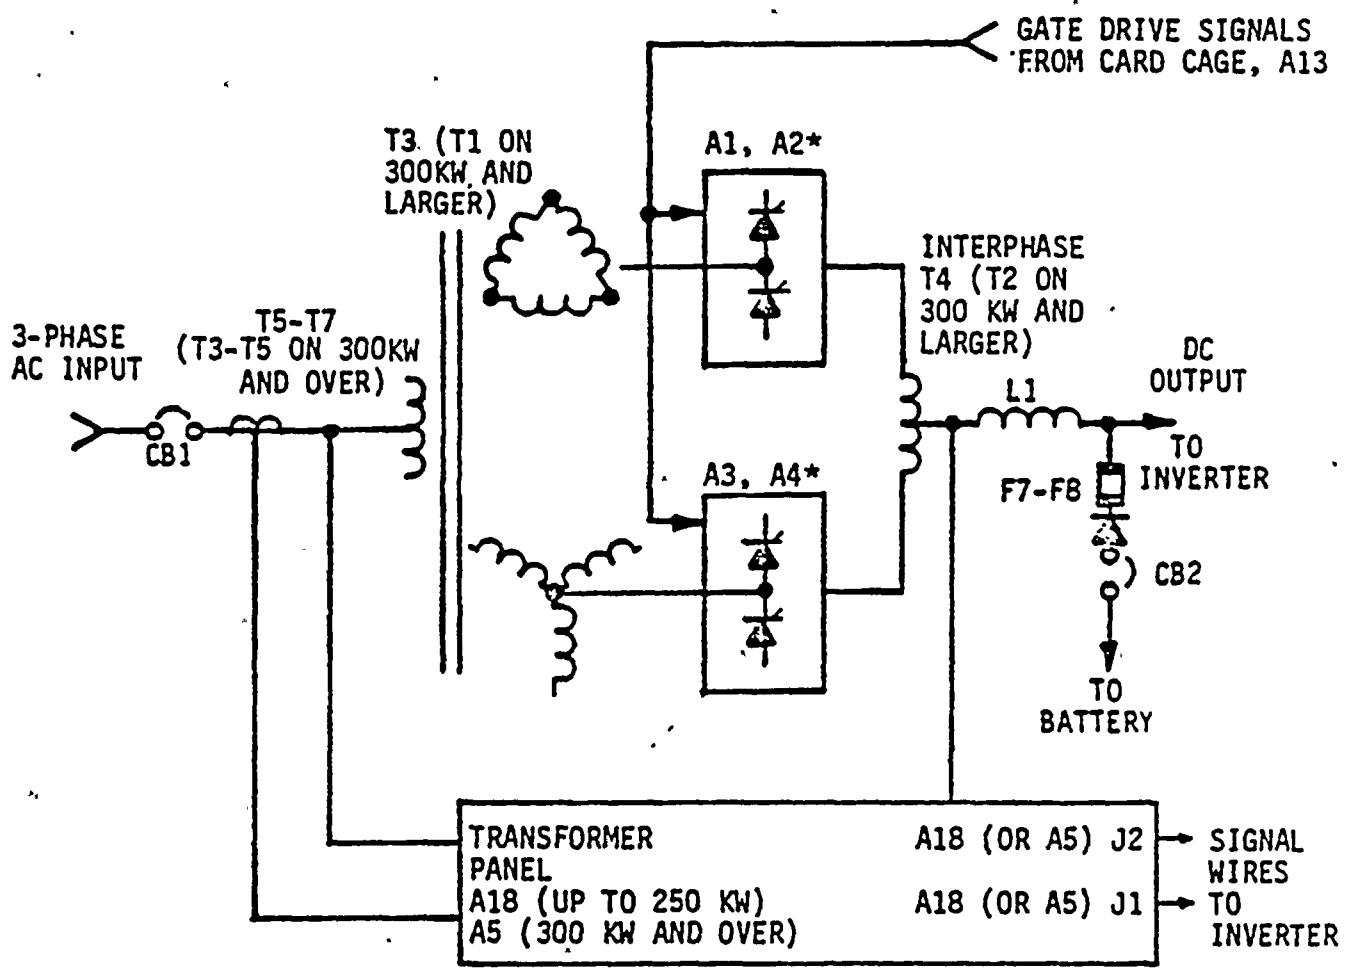 GATE DRIVE SIGNALS
FROM CARD CAGE, A13
T3 (T1 ON
300KW AND
LARGER)
A1, A2*
INTERPHASE
T4 (T2 ON
300 KW AND
LARGER)
3-PHASE
AC INPUT
T5-T7
(T3-T5 ON 300KW
AND OVER)
CB1
DC
OUTPUT
L1
TO
INVERTER
A3, A4*
F7-F8
CB2
TO
BATTERY
TRANSFORMER
PANEL
A18 (UP TO 250 KW)
A5 (300 KW AND OVER)
A18 (OR A5) J2
A18 (OR A5) J1
SIGNAL
WIRES
TO
INVERTER